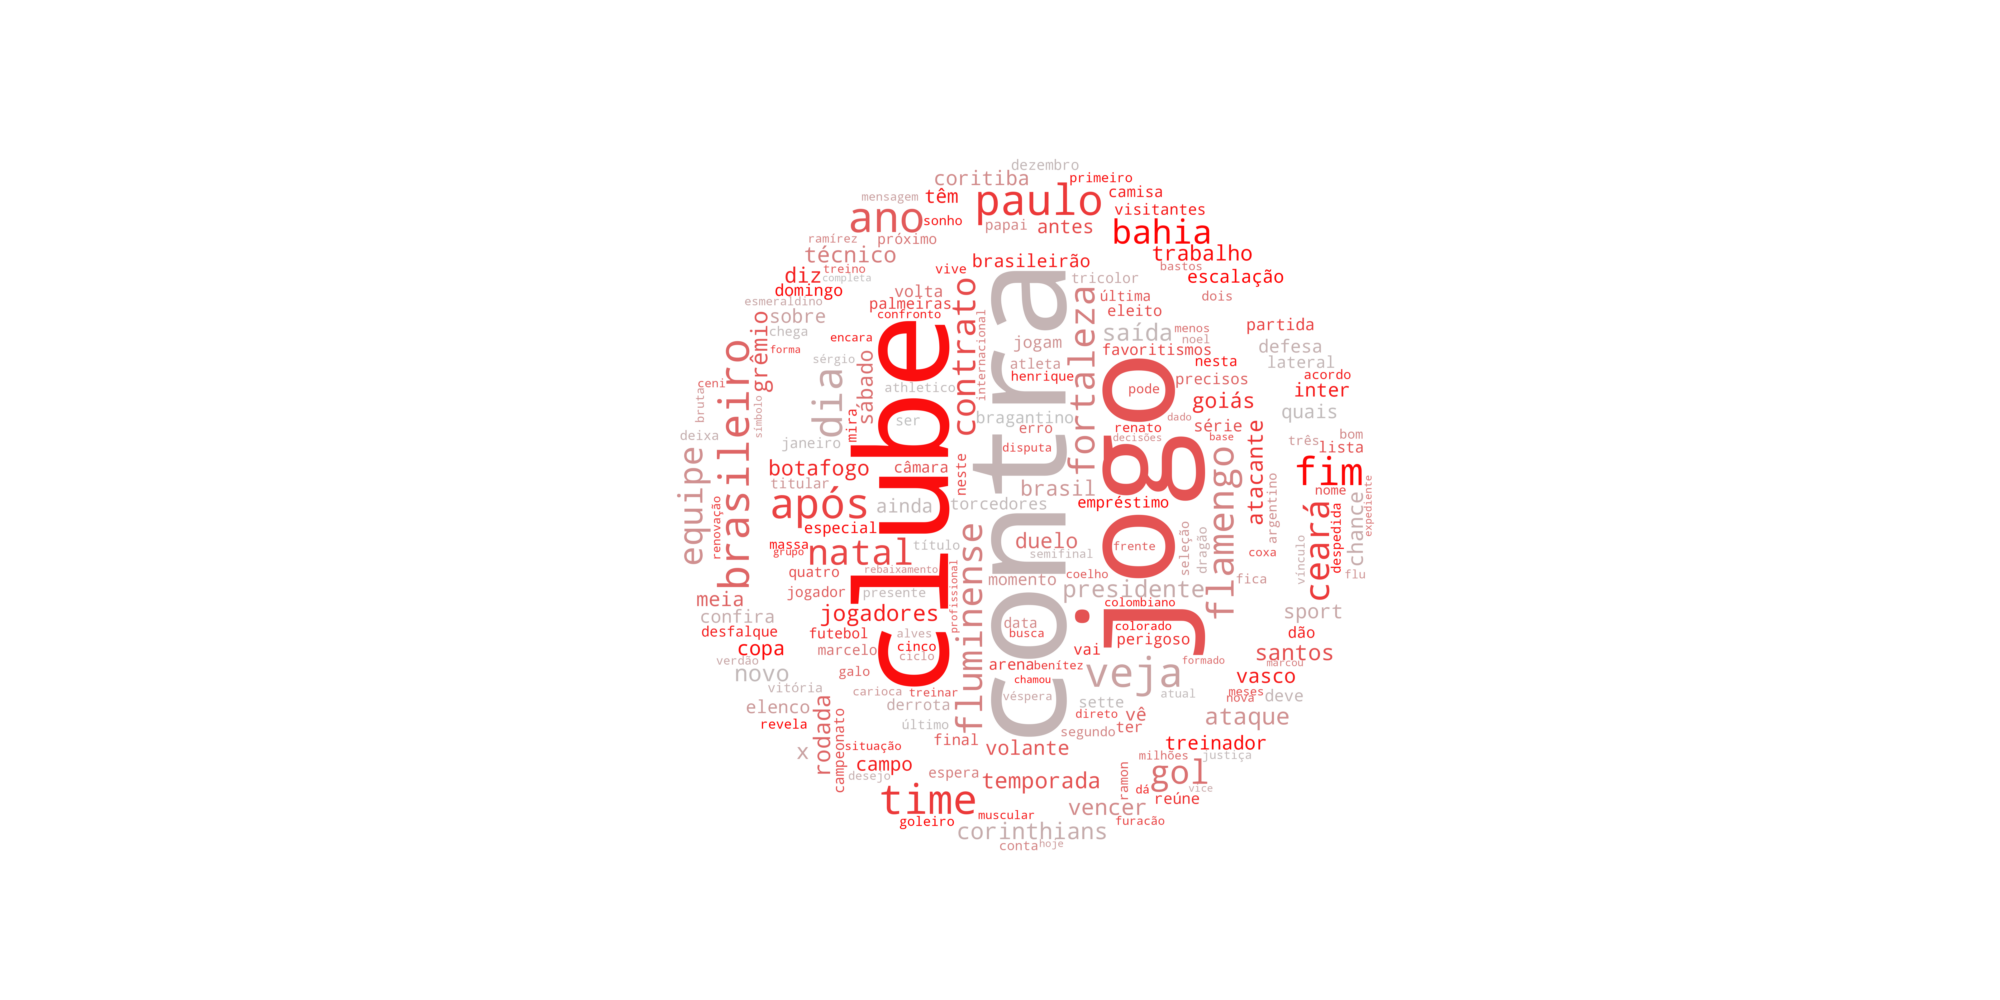 dezembro
coritiba
primeiro
mensagem
têm
paulo
camisa
visitantes
ano
sonho
papai
antes
bahia
ramírez
próximo
técnico
trabalho
brasileirão
bastos
diz
treino
completa
vive
tricolor
escalação
domingo
volta
última
dois
esmeraldino
palmeiras
eleito
sobre
confronto
chega
grêmio
contrato
internacional
contra
fortaleza
saída
menos
partida
encara
jogam
noel
defesa
forma
sérgio
favoritismos
lateral
brasileiro
dia
sábado
clube
atleta
nesta
henrique
precisos
acordo
ceni
athletico
jogo
pode
inter
bruta
símbolo
goiás
ser
bragantino
dado
quais
mira
erro
renato
série
deixa
janeiro
decisões
base
três
bom
disputa
lista
equipe
botafogo
câmara
neste
atacante
fim
titular
brasil
flamengo
nome
após
ainda
torcedores
empréstimo
chance
expediente
renovação
especial
argentino
ceará
despedida
massa
título
duelo
frente
seleção
dragão
grupo
natal
semifinal
coxa
quatro
rebaixamento
fluminense
profissional
momento
coelho
fica
vínculo
flu
jogador
presente
presidente
meia
colombiano
confira
jogadores
data
sport
desfalque
futebol
alves
busca
colorado
dão
copa
marcelo
cinco
perigoso
verdão
ciclo
vai
santos
novo
galo
arena
benítez
veja
formado
marcou
vasco
vitória
chamou
carioca
treinar
véspera
atual
meses
nova
deve
elenco
derrota
sette
revela
último
direto
vê
ataque
rodada
campeonato
final
segundo
ter
x
situação
volante
treinador
campo
milhões
justiça
desejo
espera
temporada
ramon
gol
time
dá
vice
reúne
vencer
goleiro
muscular
furacão
corinthians
conta
hoje